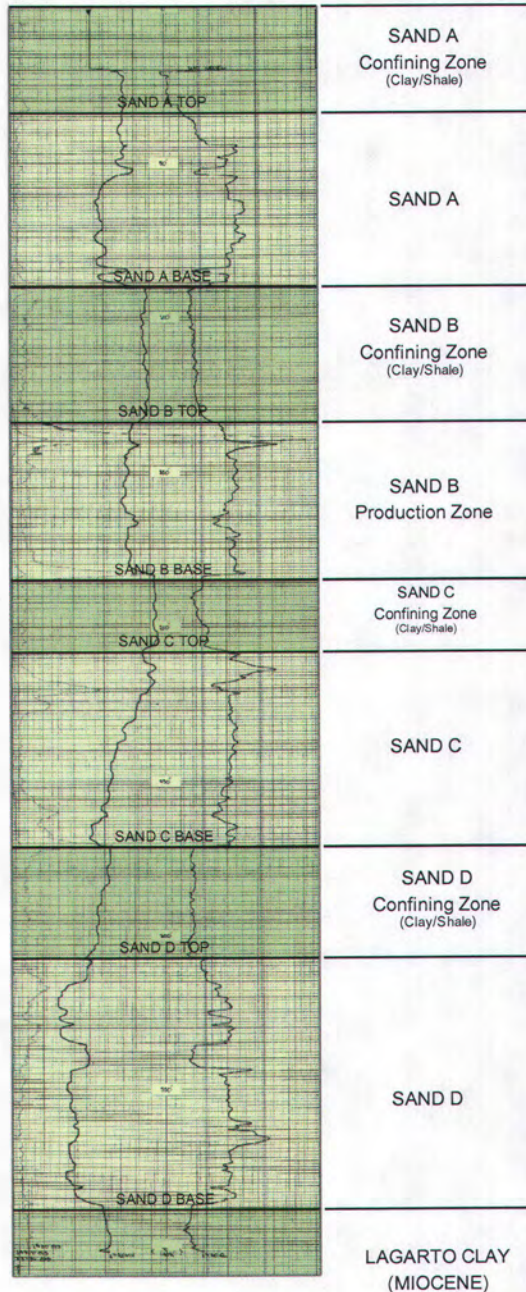 SAND A
Confining Zone
(Clay/Shale)
SAND A TOP
SAND A
SAND A BASE
SAND B
Confining Zone
(Clay/Shale)
SAND B TOP
SAND B
Production Zone
SAND B BASE
SAND C
Confining Zone
(Clay/Shale)
SAND C TOP
SAND C
SAND C BASE
SAND D
Confining Zone
(Clay/Shale)
SAND D TOP
SAND D
SAND D BASE
LAGARTO CLAY
(MIOCENE)